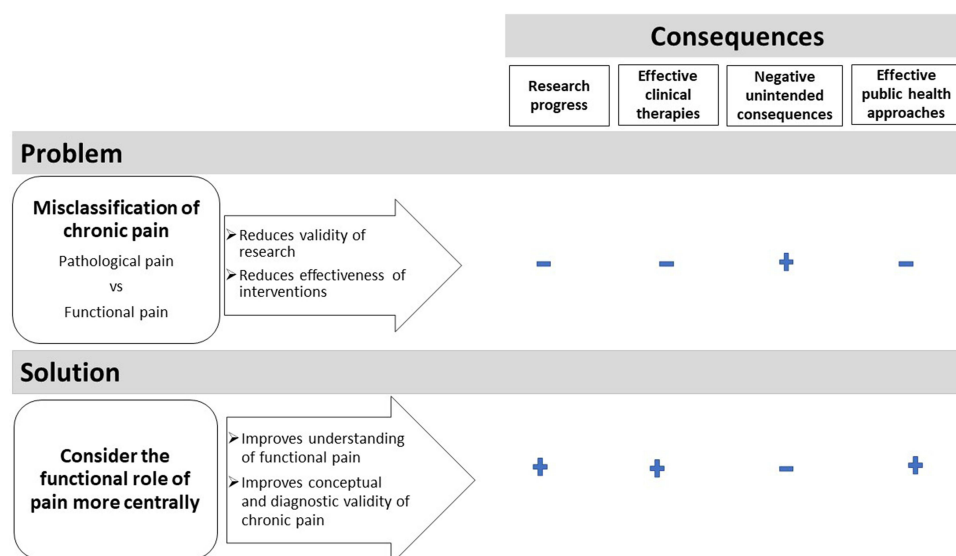 Consequences
Research
progress
Effective
clinical
therapies
Negative
unintended
consequences
Effective
public health
approaches
Problem
Misclassification of
chronic pain
Pathological pain
vs
Functional pain
➢ Reduces validity of
research
➢ Reduces effectiveness of
interventions
− − + −
Solution
Consider the
functional role of
pain more centrally
➢ Improves understanding
of functional pain
➢ Improves conceptual
and diagnostic validity of
chronic pain
+ + − +